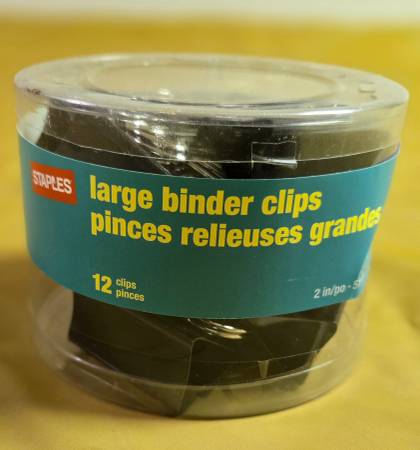 STAPLES
large binder clips
pinces relieuses grandes
12 clips
pinces
2 in/po -